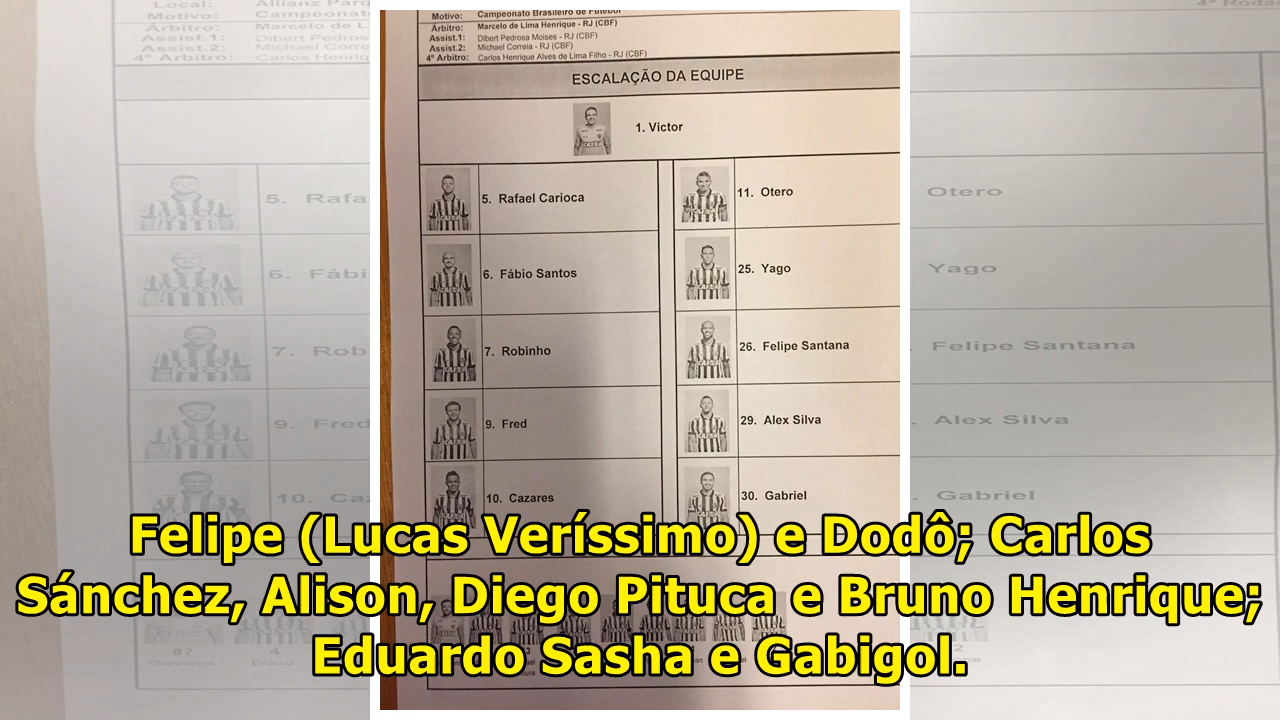 Motivo: Campeonato Brasileiro de Futebol
Árbitro: Marcelo de Lima Henrique - RJ (CBF)
Assist.1: Dibert Pedrosa Moises - RJ (CBF)
Assist.2: Michael Correia - RJ (CBF)
4º Árbitro: Carlos Henrique Alves de Lima Filho - RJ (CBF)
ESCALAÇÃO DA EQUIPE
1. Victor
5. Rafael Carioca
11. Otero
6. Fábio Santos
25. Yago
7. Robinho
26. Felipe Santana
9. Fred
29. Alex Silva
10. Cazares
30. Gabriel
Felipe (Lucas Veríssimo) e Dodô; Carlos
Sánchez, Alison, Diego Pituca e Bruno Henrique;
Eduardo Sasha e Gabigol.